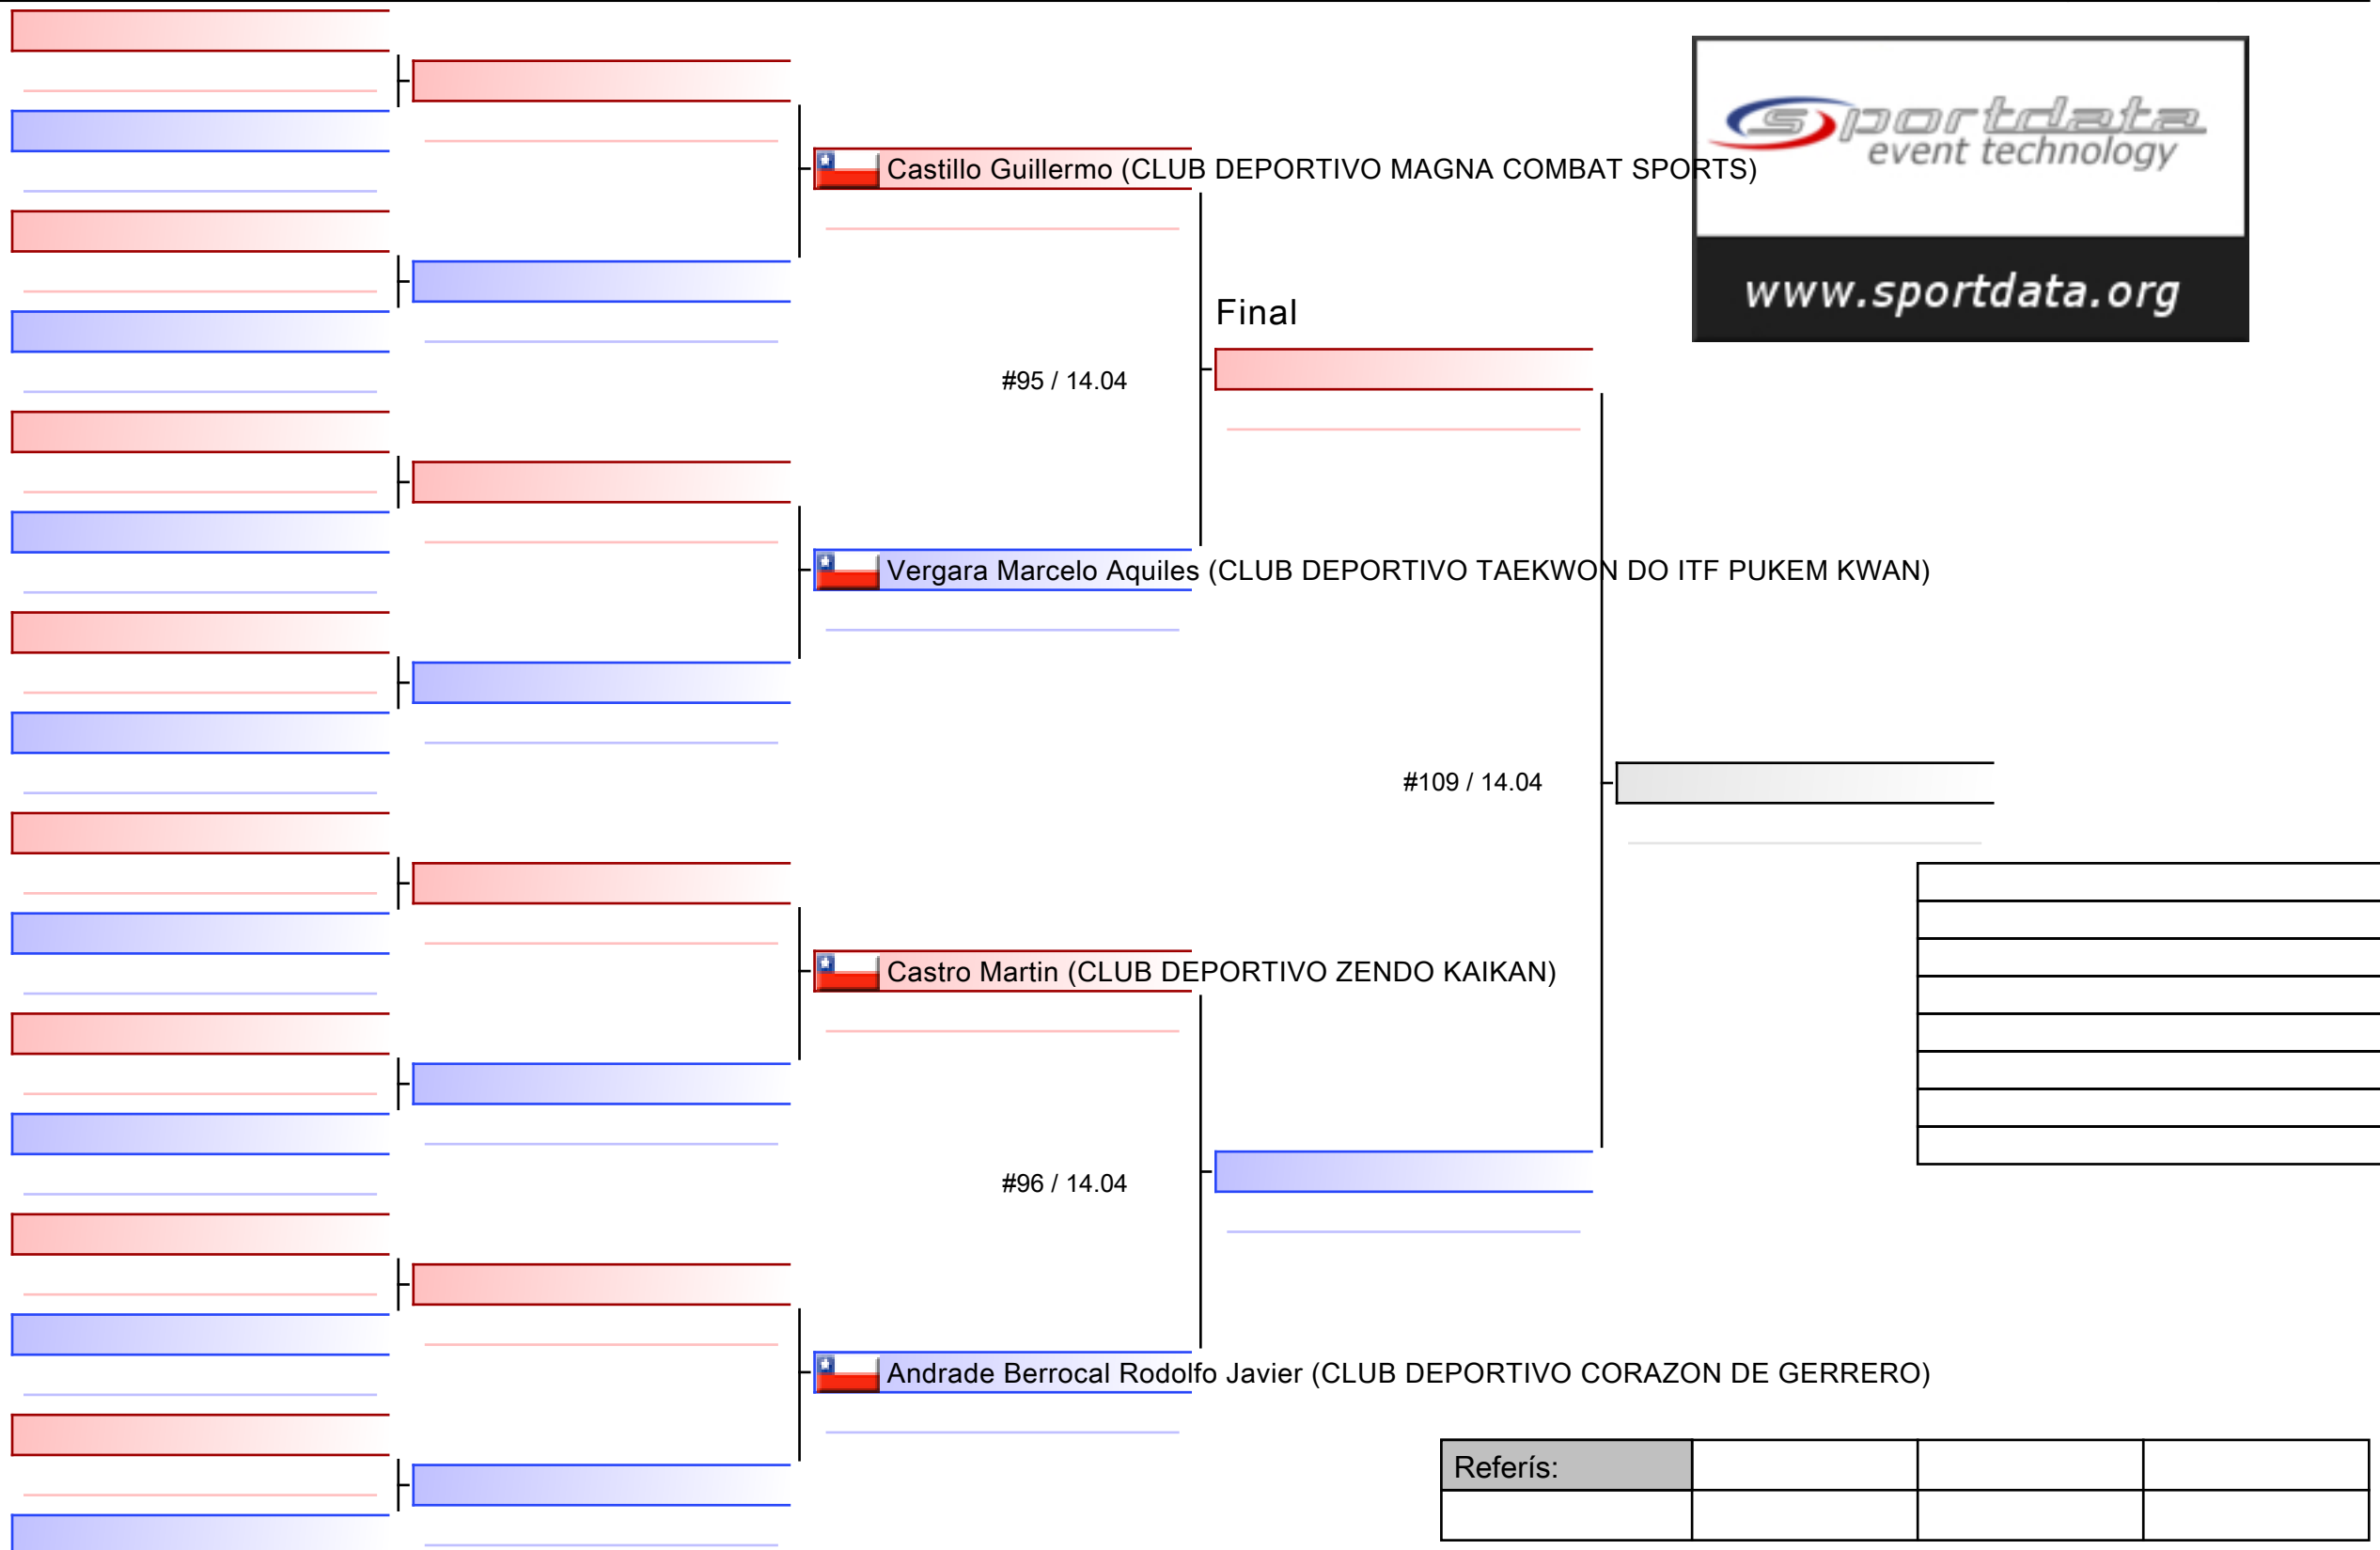 sportdata
event technology
www.sportdata.org
Castillo Guillermo (CLUB DEPORTIVO MAGNA COMBAT SPORTS)
Final
#95 / 14.04
Vergara Marcelo Aquiles (CLUB DEPORTIVO TAEKWON DO ITF PUKEM KWAN)
#109 / 14.04
Castro Martin (CLUB DEPORTIVO ZENDO KAIKAN)
#96 / 14.04
Andrade Berrocal Rodolfo Javier (CLUB DEPORTIVO CORAZON DE GERRERO)
Referís: